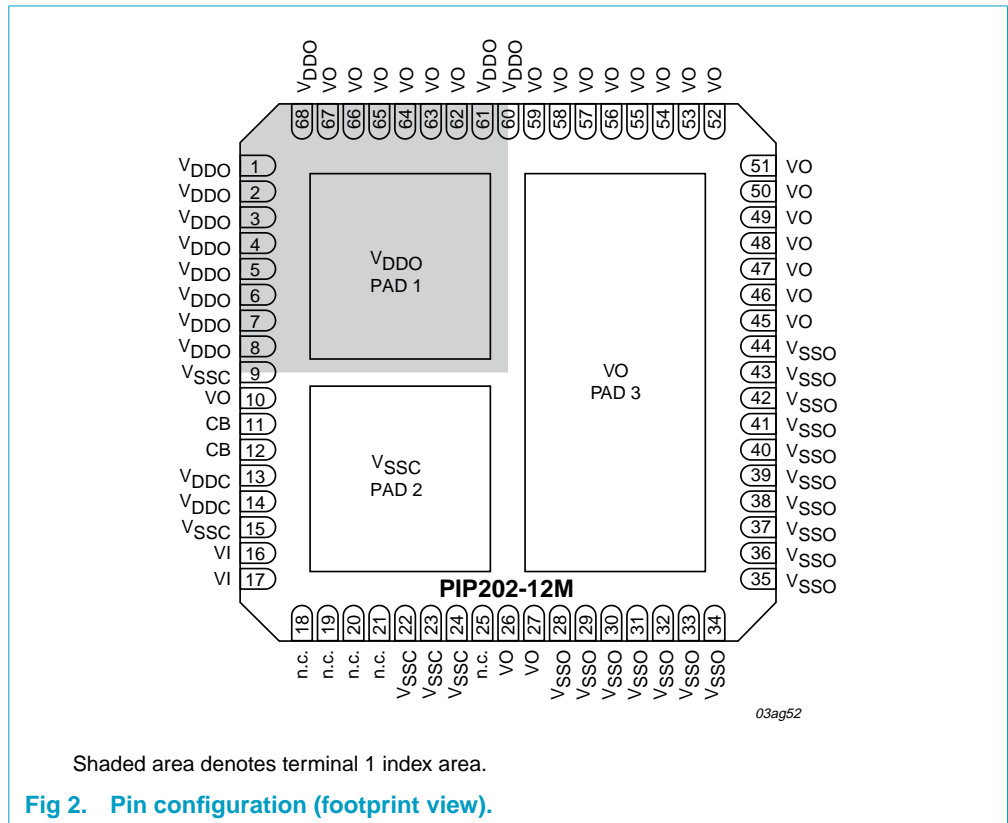 VDDO VO VO VO VO VO VO VDDO VDDO VO VO VO VO VO VO VO VO
68 67 66 65 64 63 62 61 60 59 58 57 56 55 54 53 52
VDDO 1
VDDO 2
VDDO 3
VDDO 4
VDDO 5
VDDO 6
VDDO 7
VDDO 8
VSSC 9
VO 10
CB 11
CB 12
VDDC 13
VDDC 14
VSSC 15
VI 16
VI 17
VDDO
PAD 1
VSSC
PAD 2
VO
PAD 3
51 VO
50 VO
49 VO
48 VO
47 VO
46 VO
45 VO
44 VSSO
43 VSSO
42 VSSO
41 VSSO
40 VSSO
39 VSSO
38 VSSO
37 VSSO
36 VSSO
35 VSSO
PIP202-12M
18 19 20 21 22 23 24 25 26 27 28 29 30 31 32 33 34
n.c. n.c. n.c. n.c. VSSC VSSC VSSC n.c. VO VO VSSO VSSO VSSO VSSO VSSO VSSO VSSO
03ag52
Shaded area denotes terminal 1 index area.
Fig 2. Pin configuration (footprint view).